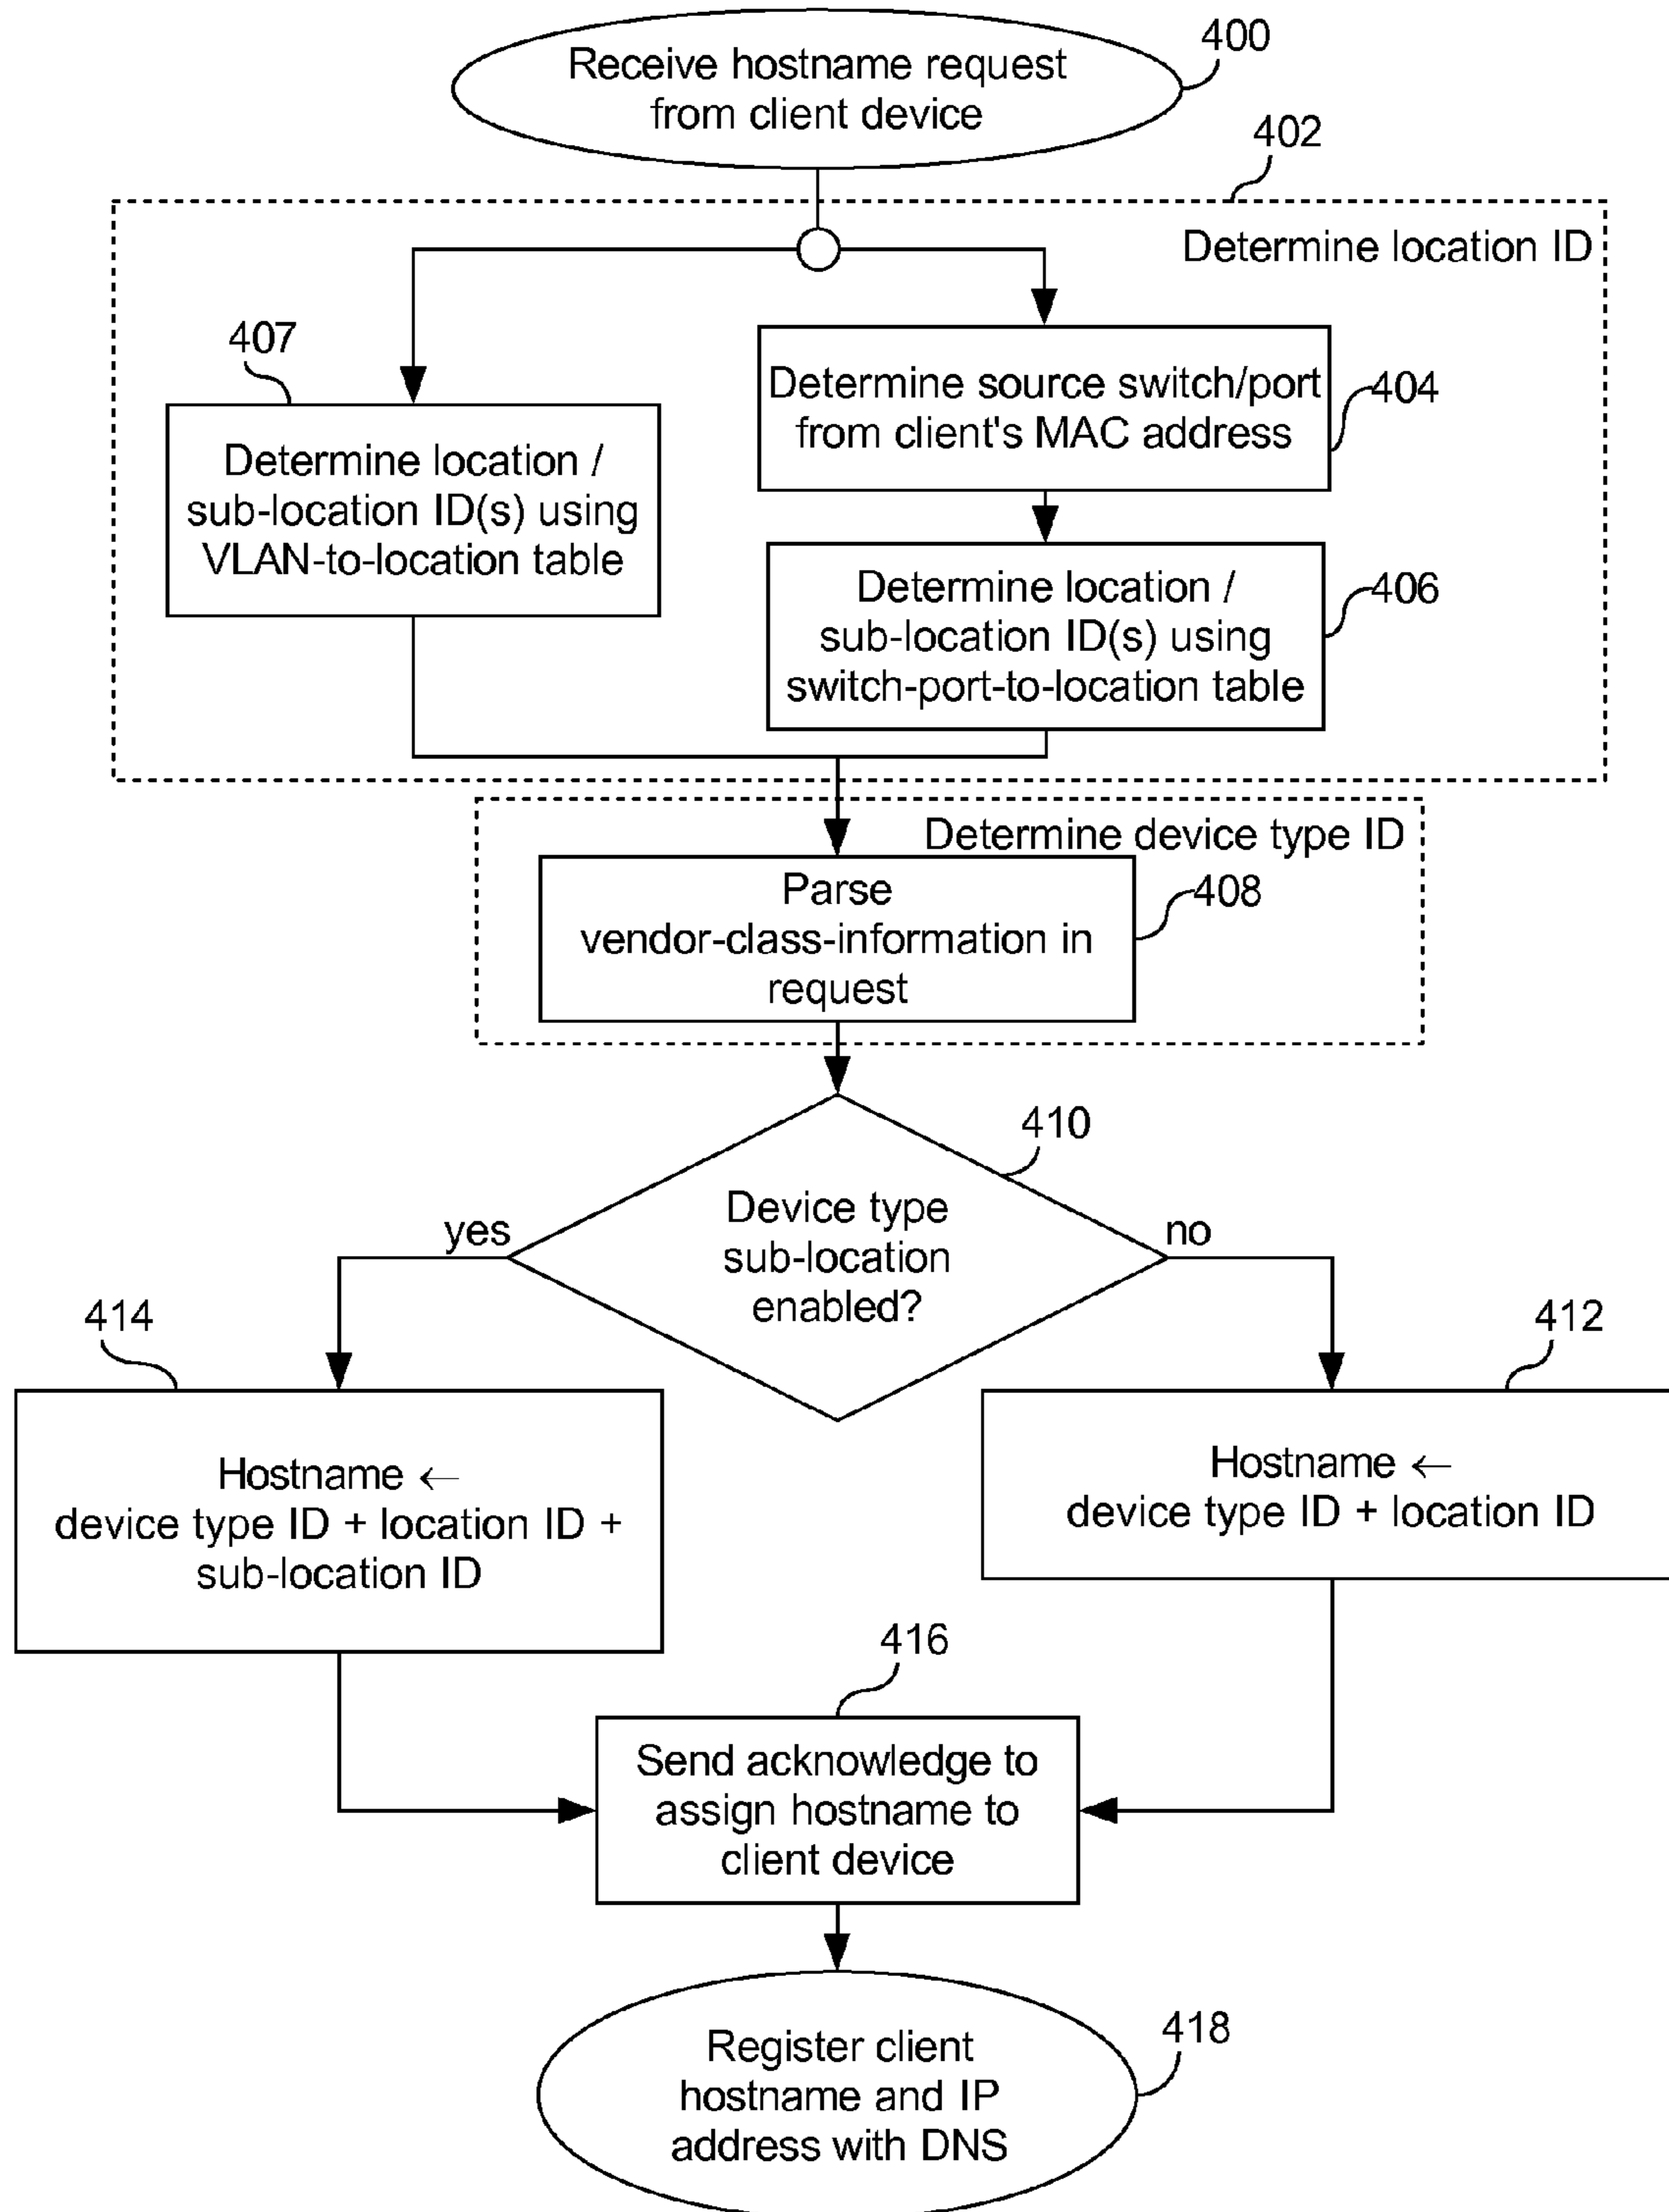 Receive hostname request
from client device
400
402
Determine location ID
407
Determine source switch/port
from client's MAC address
404
Determine location /
sub-location ID(s) using
VLAN-to-location table
Determine location /
sub-location ID(s) using
switch-port-to-location table
406
Determine device type ID
Parse
vendor-class-information in
request
408
410
Device type
sub-location
enabled?
yes
no
414
412
Hostname ←
device type ID + location ID +
sub-location ID
Hostname ←
device type ID + location ID
416
Send acknowledge to
assign hostname to
client device
Register client
hostname and IP
address with DNS
418